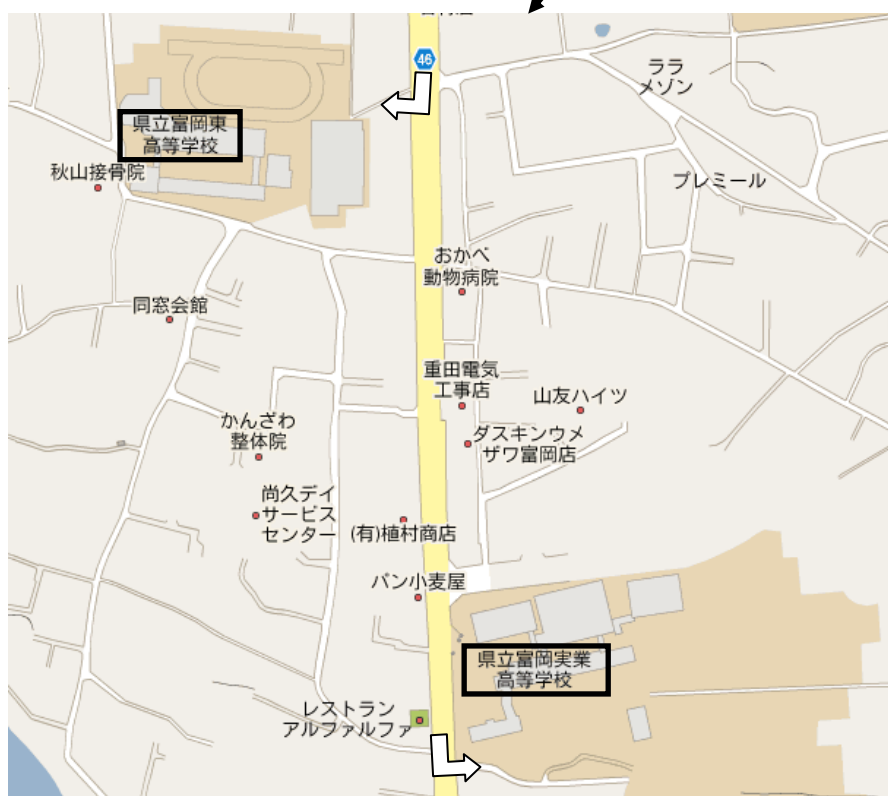 46
ララ
メゾン
県立富岡東
高等学校
秋山接骨院
プレミール
おかべ
動物病院
同窓会館
重田電気
工事店
山友ハイツ
かんざわ
整体院
ダスキンウメ
ザワ富岡店
尚久デイ
サービス
センター
(有)植村商店
パン小麦屋
県立富岡実業
高等学校
レストラン
アルファルファ